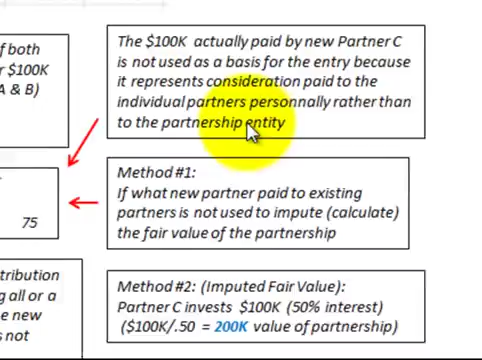 f both
r $100K
A & B)
The $100K actually paid by new Partner C
is not used as a basis for the entry because
it represents consideration paid to the
individual partners personnally rather than
to the partnership entity
75
Method #1:
If what new partner paid to existing
partners is not used to impute (calculate)
the fair value of the partnership
tribution
g all or a
e new
s not
Method #2: (Imputed Fair Value):
Partner C invests $100K (50% interest)
($100K/.50 = 200K value of partnership)